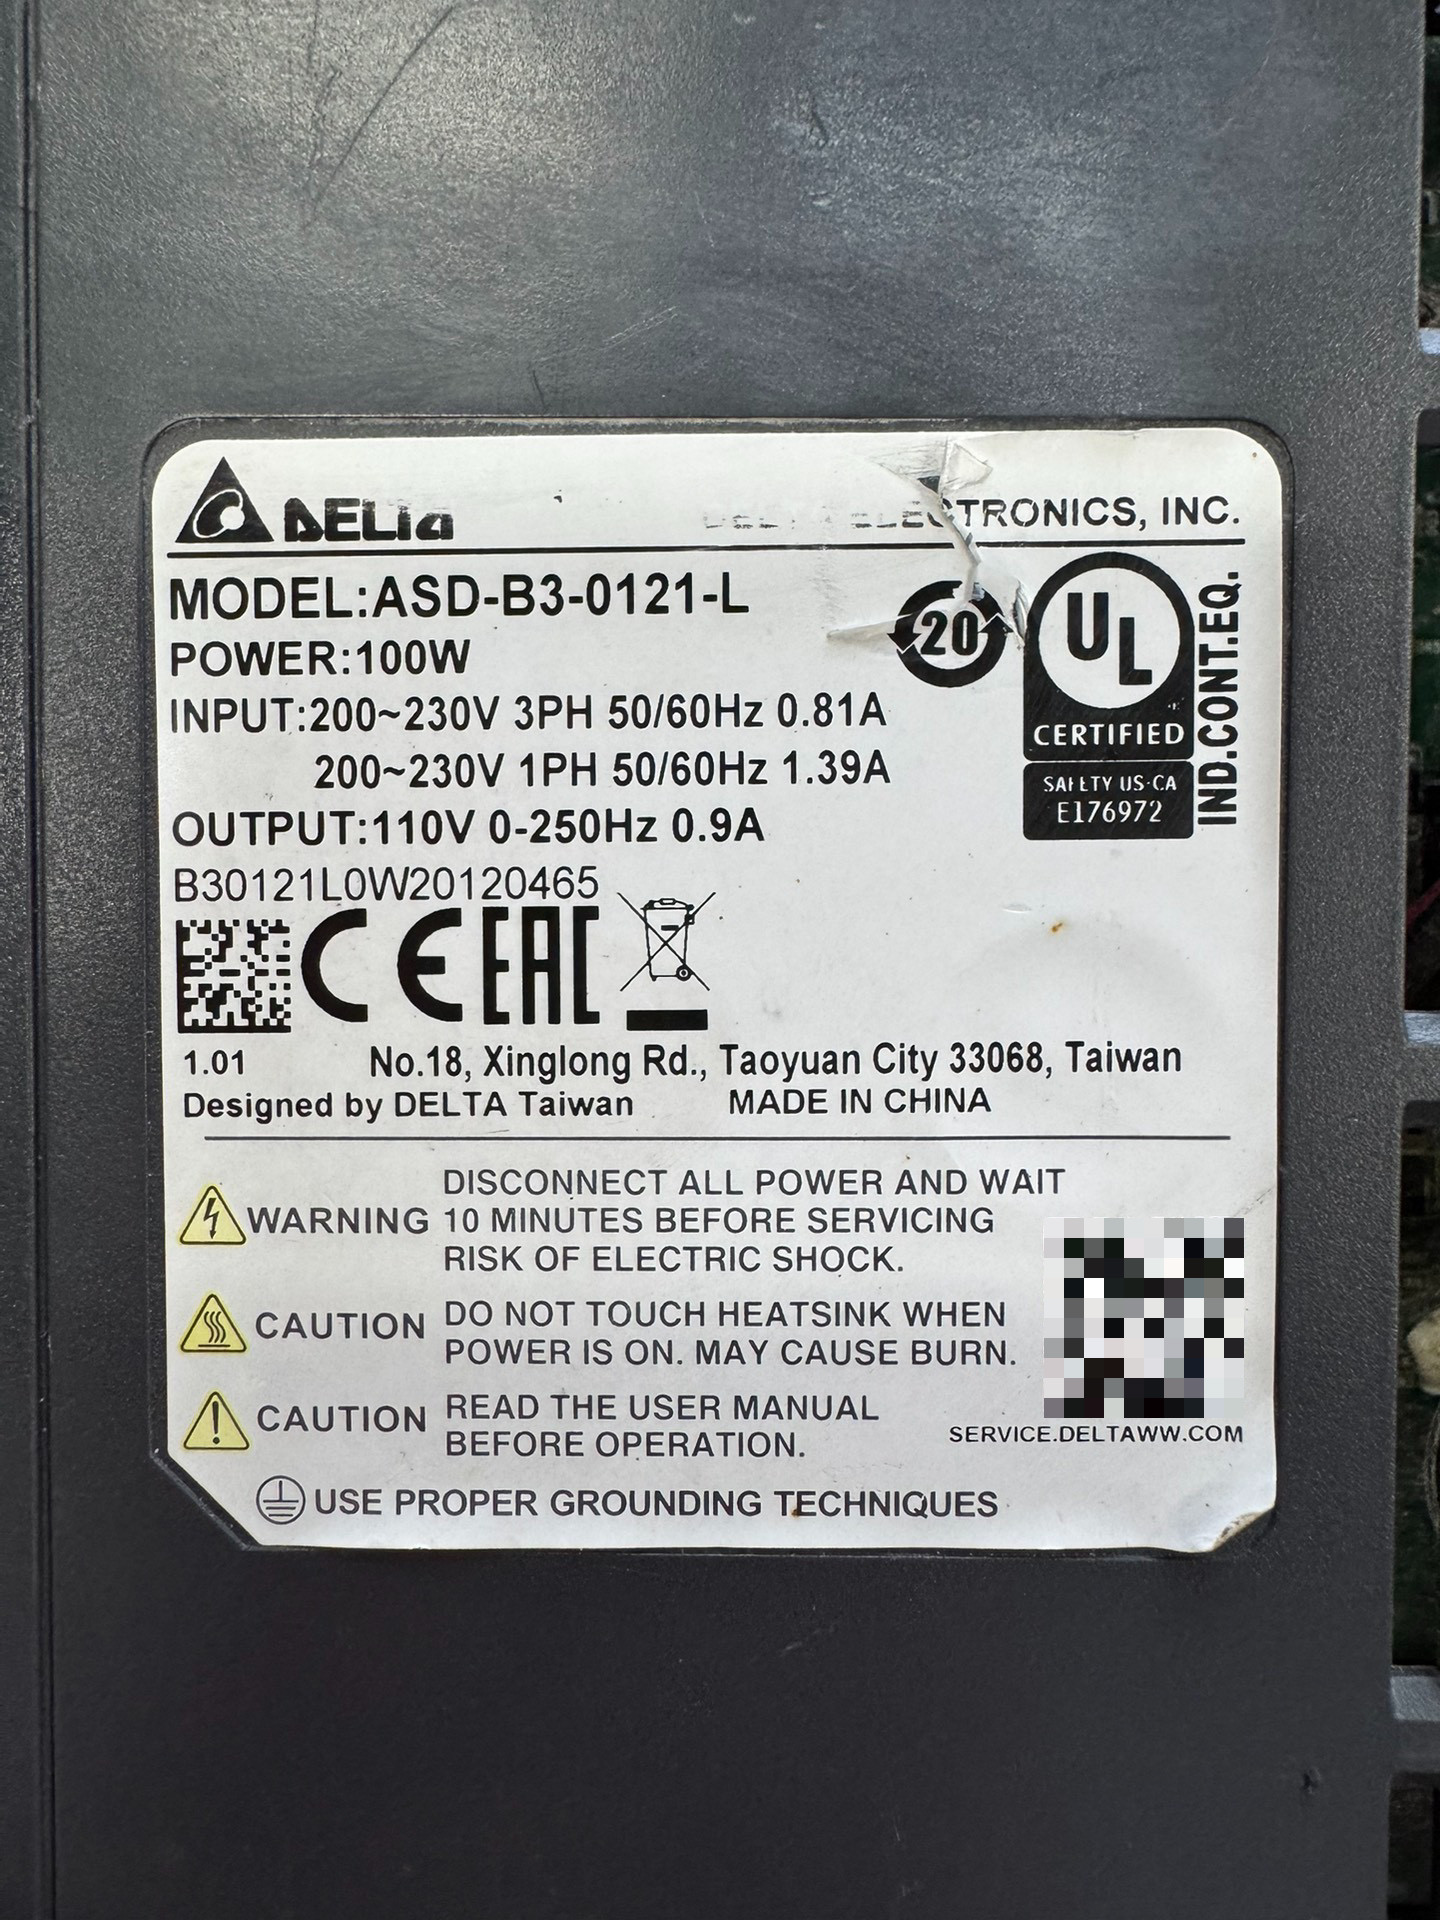 DELTA
DELTA ELECTRONICS, INC.
MODEL:ASD-B3-0121-L
POWER:100W
INPUT:200~230V 3PH 50/60Hz 0.81A
200~230V 1PH 50/60Hz 1.39A
OUTPUT:110V 0-250Hz 0.9A
B30121L0W20120465
20
UL
CERTIFIED
SAFETY US-CA
E176972
IND.CONT.EQ.
CE EAC
1.01 No.18, Xinglong Rd., Taoyuan City 33068, Taiwan
Designed by DELTA Taiwan MADE IN CHINA
WARNING
DISCONNECT ALL POWER AND WAIT
10 MINUTES BEFORE SERVICING
RISK OF ELECTRIC SHOCK.
CAUTION
DO NOT TOUCH HEATSINK WHEN
POWER IS ON. MAY CAUSE BURN.
CAUTION
READ THE USER MANUAL
BEFORE OPERATION.
SERVICE.DELTAWW.COM
USE PROPER GROUNDING TECHNIQUES